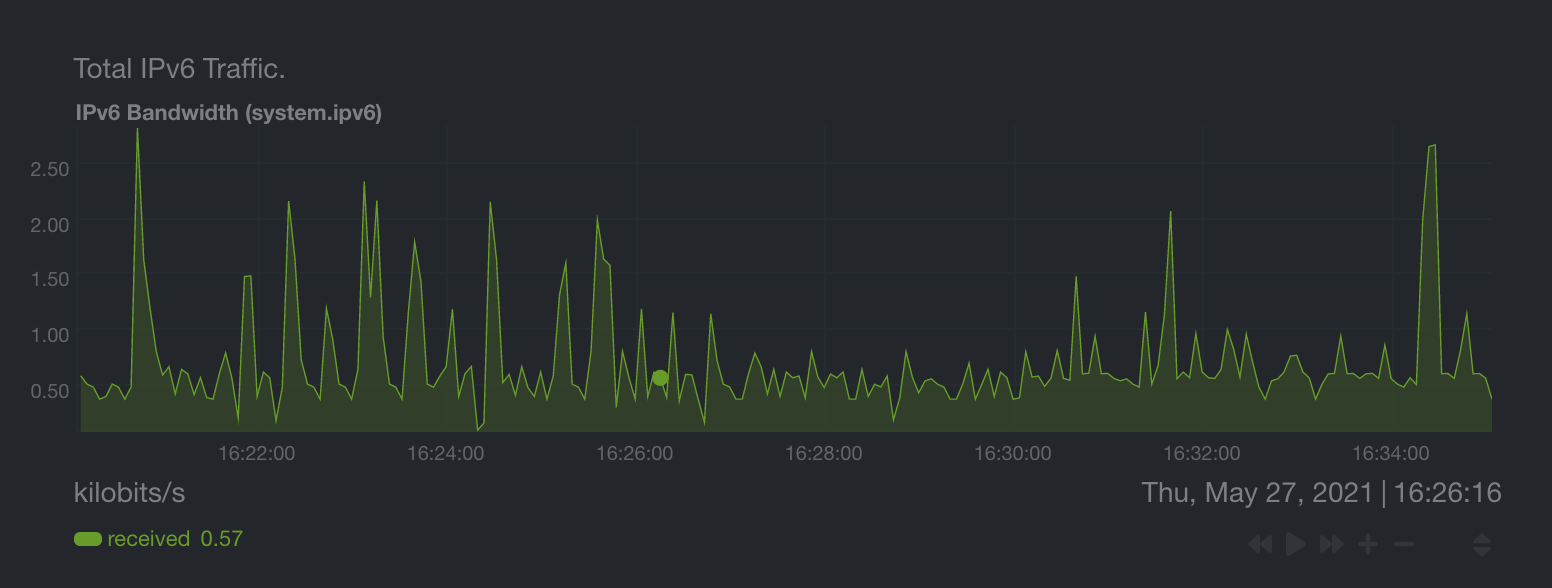 Total IPv6 Traffic.
IPv6 Bandwidth (system.ipv6)
2.50
2.00
1.50
1.00
0.50
16:22:00 16:24:00 16:26:00 16:28:00 16:30:00 16:32:00 16:34:00
kilobits/s Thu, May 27, 2021 | 16:26:16
received 0.57